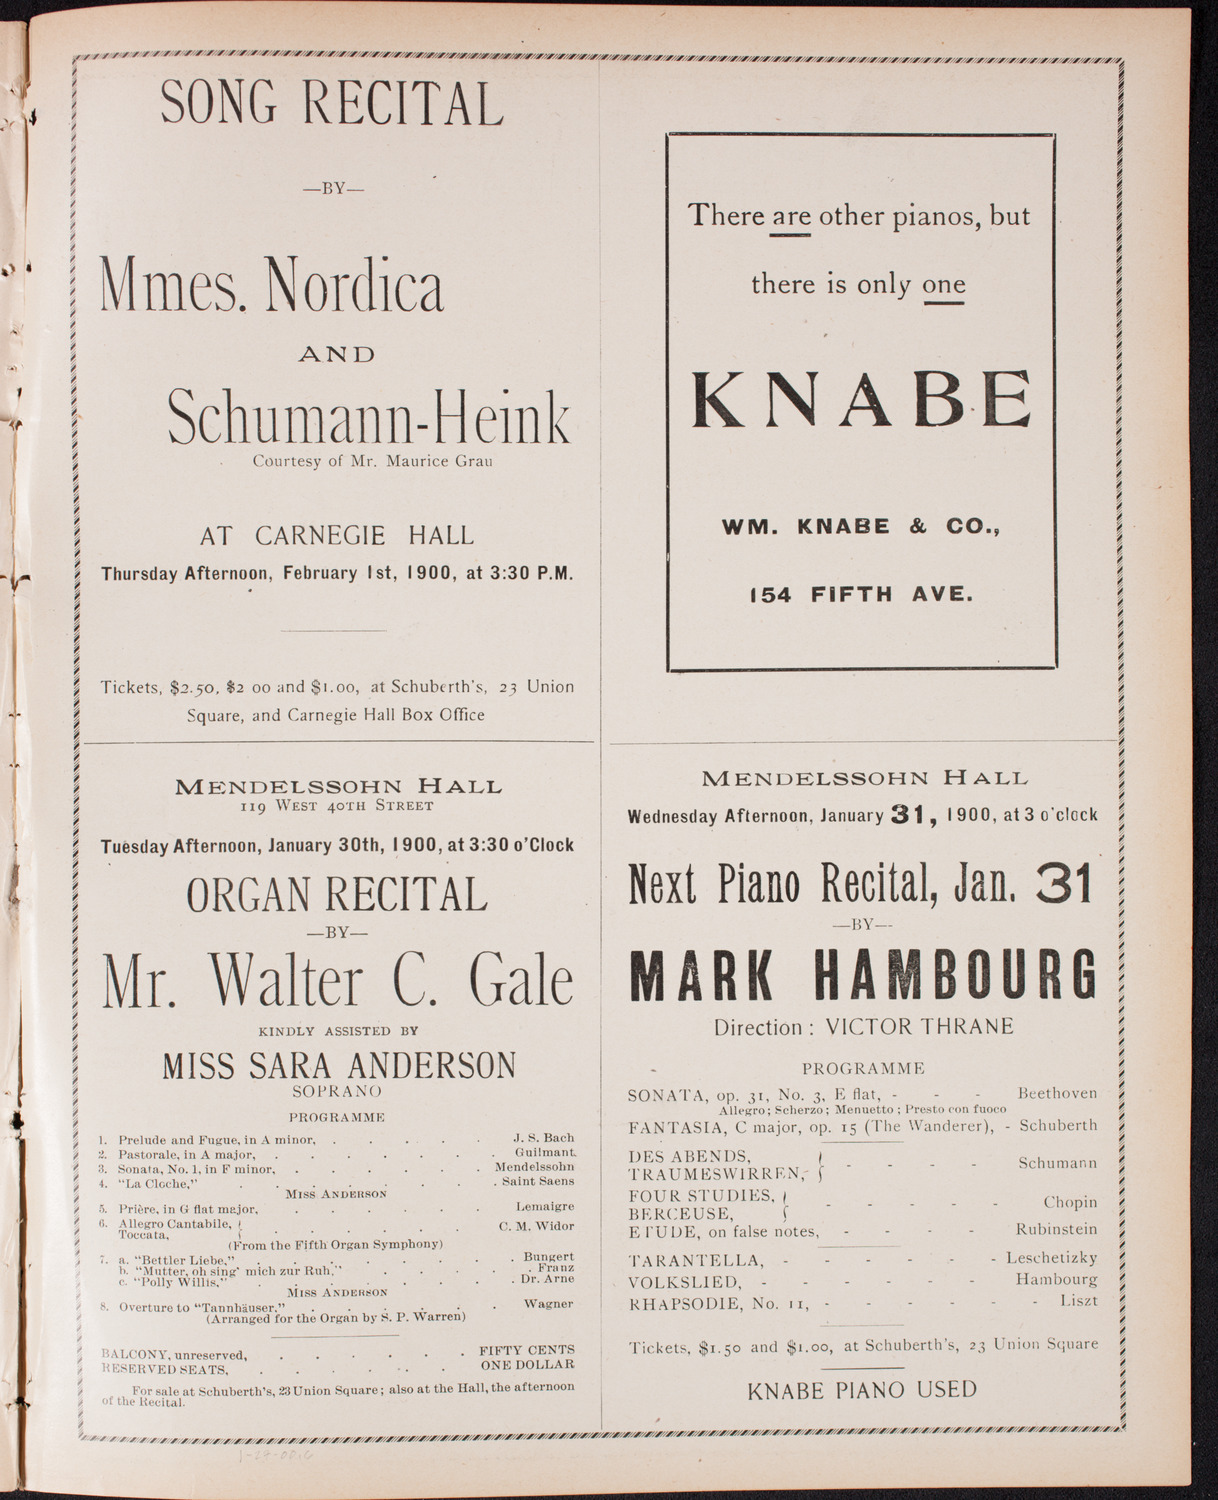 SONG RECITAL
—BY—
Mmes. Nordica
AND
Schumann-Heink
Courtesy of Mr. Maurice Grau
AT CARNEGIE HALL
Thursday Afternoon, February 1st, 1900, at 3:30 P.M.
Tickets, $2.50, $2 00 and $1.00, at Schuberth's, 23 Union
Square, and Carnegie Hall Box Office
There are other pianos, but
there is only one
KNABE
WM. KNABE & CO.,
154 FIFTH AVE.
MENDELSSOHN HALL
119 WEST 40TH STREET
Tuesday Afternoon, January 30th, 1900, at 3:30 o'Clock
ORGAN RECITAL
—BY—
Mr. Walter C. Gale
KINDLY ASSISTED BY
MISS SARA ANDERSON
SOPRANO
PROGRAMME
1. Prelude and Fugue, in A minor, . . . . . J. S. Bach
2. Pastorale, in A major, . . . . . . Guilmant.
3. Sonata, No. 1, in F minor, . . . . . . Mendelssohn
4. "La Cloche," . . . . . . . Saint Saens
MISS ANDERSON
5. Prière, in G flat major, . . . . . . Lemaigre
6. Allegro Cantabile, {
Toccata, { . . . . . . C. M. Widor
(From the Fifth Organ Symphony)
7. a. "Bettler Liebe," . . . . . . . Bungert
b. "Mutter, oh sing' mich zur Ruh," . . . . . Franz
c. "Polly Willis," . . . . . . . Dr. Arne
MISS ANDERSON
8. Overture to "Tannhäuser," . . . . . . Wagner
(Arranged for the Organ by S. P. Warren)
BALCONY, unreserved, . . . . . . FIFTY CENTS
RESERVED SEATS, . . . . . . ONE DOLLAR
For sale at Schuberth's, 23 Union Square; also at the Hall, the afternoon
of the Recital.
MENDELSSOHN HALL
Wednesday Afternoon, January 31, 1900, at 3 o'clock
Next Piano Recital, Jan. 31
—BY—
MARK HAMBOURG
Direction: VICTOR THRANE
PROGRAMME
SONATA, op. 31, No. 3, E flat, - - - Beethoven
Allegro; Scherzo; Menuetto; Presto con fuoco
FANTASIA, C major, op. 15 (The Wanderer), - Schuberth
DES ABENDS, }
TRAUMESWIRREN, } - - - - Schumann
FOUR STUDIES, }
BERCEUSE, } - - - - - Chopin
ETUDE, on false notes, - - - - Rubinstein
TARANTELLA, - - - - - Leschetizky
VOLKSLIED, - - - - - - Hambourg
RHAPSODIE, No. 11, - - - - - - Liszt
Tickets, $1.50 and $1.00, at Schuberth's, 23 Union Square
KNABE PIANO USED